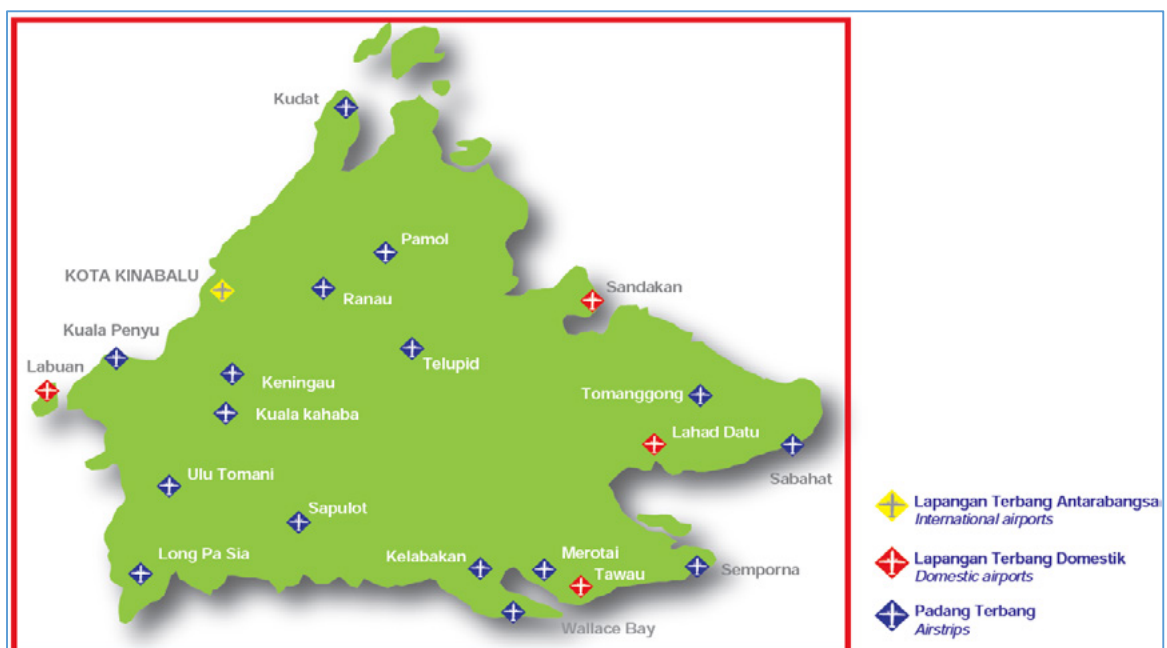 Kudat
Pamol
KOTA KINABALU
Ranau
Sandakan
Kuala Penyu
Telupid
Labuan
Keningau
Tomanggong
Kuala kahaba
Lahad Datu
Sabahat
Ulu Tomani
Sapulot
Long Pa Sia
Kelabakan
Merotai
Tawau
Semporna
Wallace Bay
Lapangan Terbang Antarabangsa
International airports
Lapangan Terbang Domestik
Domestic airports
Padang Terbang
Airstrips